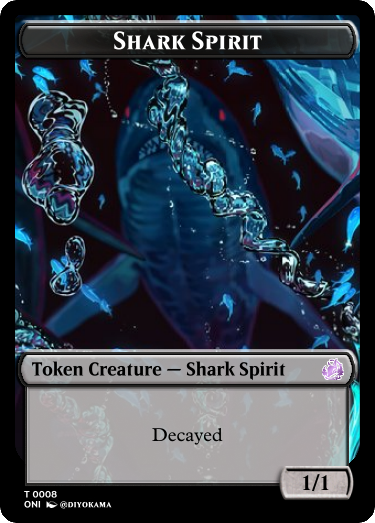 Shark Spirit
Token Creature — Shark Spirit
Decayed
1/1
T 0008
ONI @DIYOKAMA